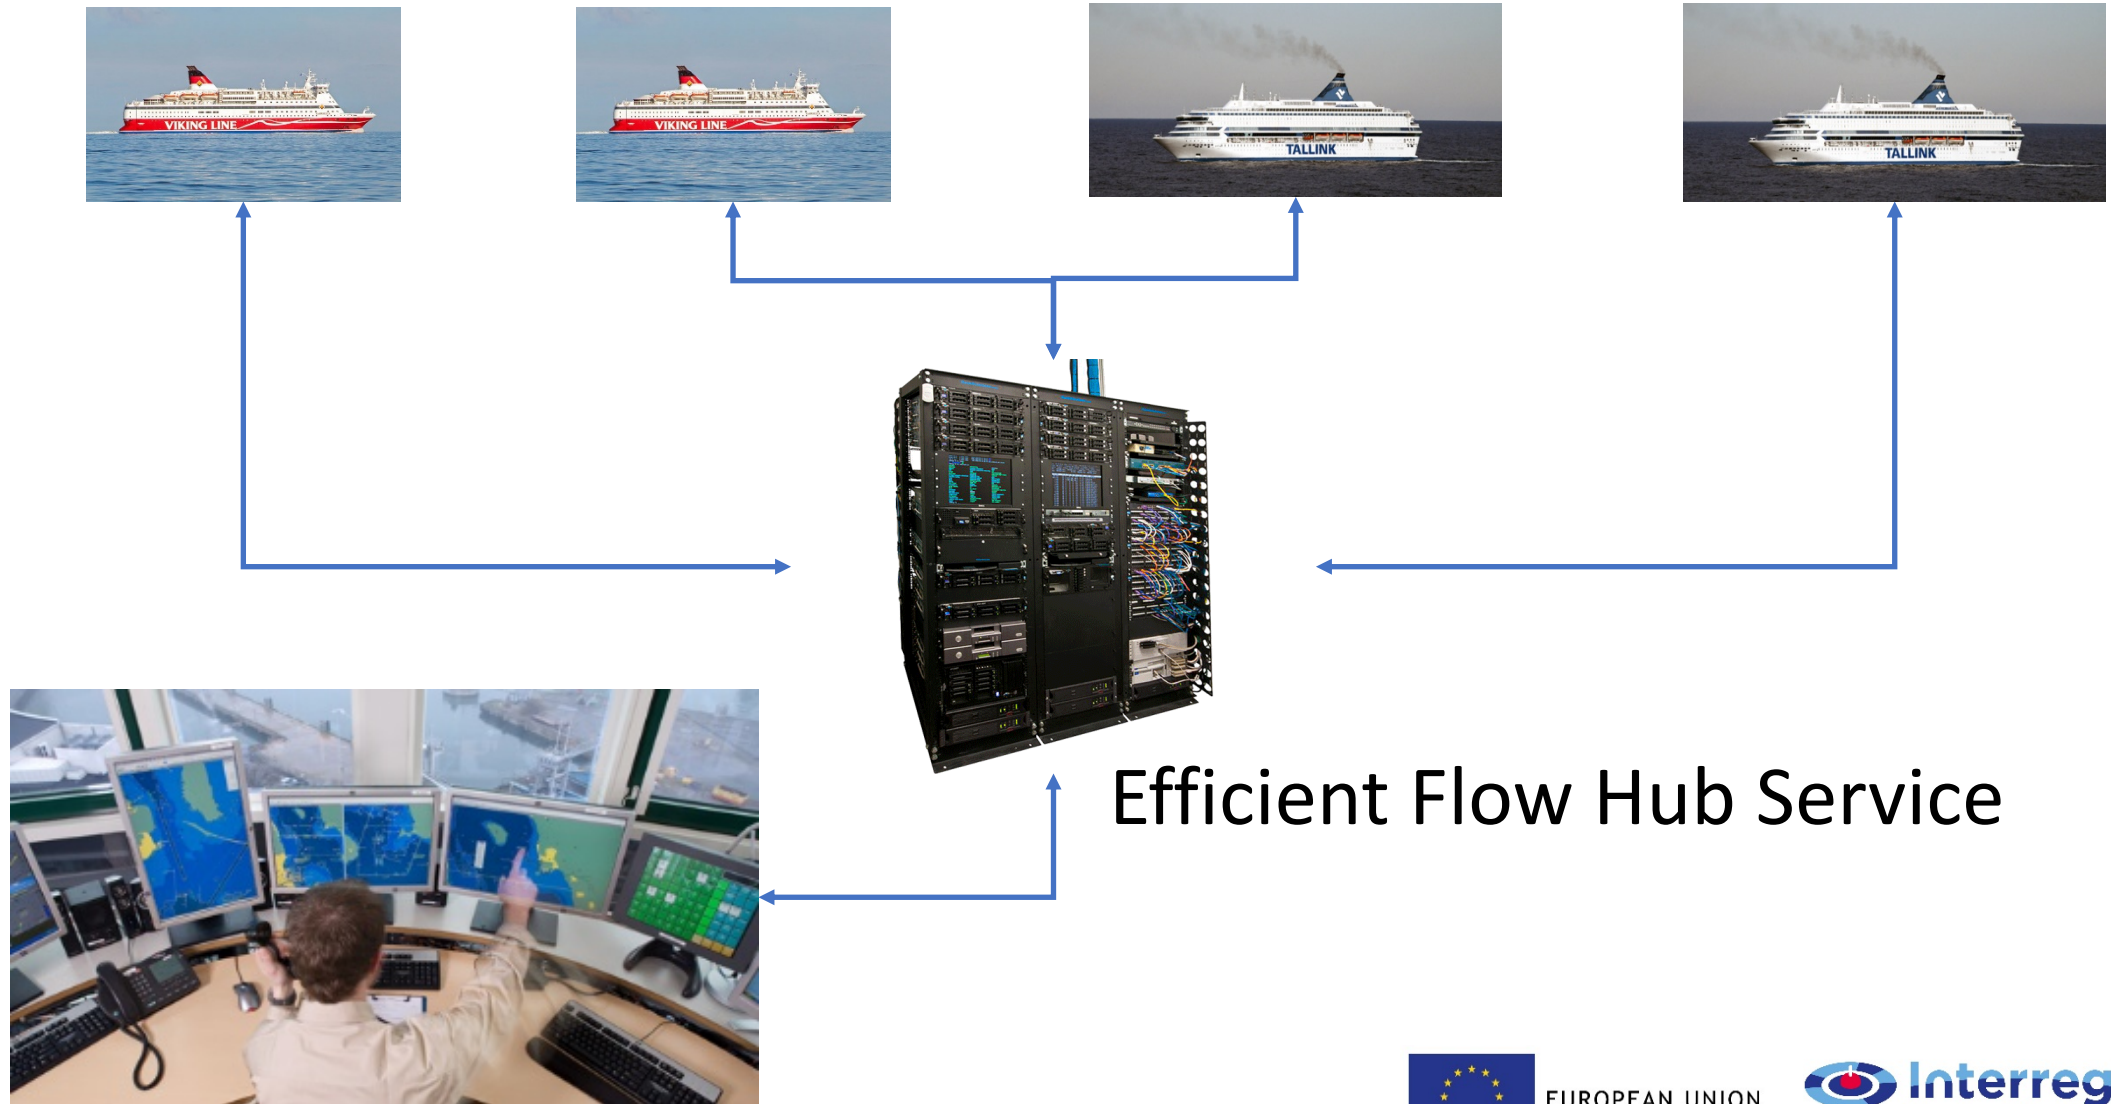 VIKING LINE
VIKING LINE
TALLINK
TALLINK
Efficient Flow Hub Service
EUROPEAN UNION
Interreg